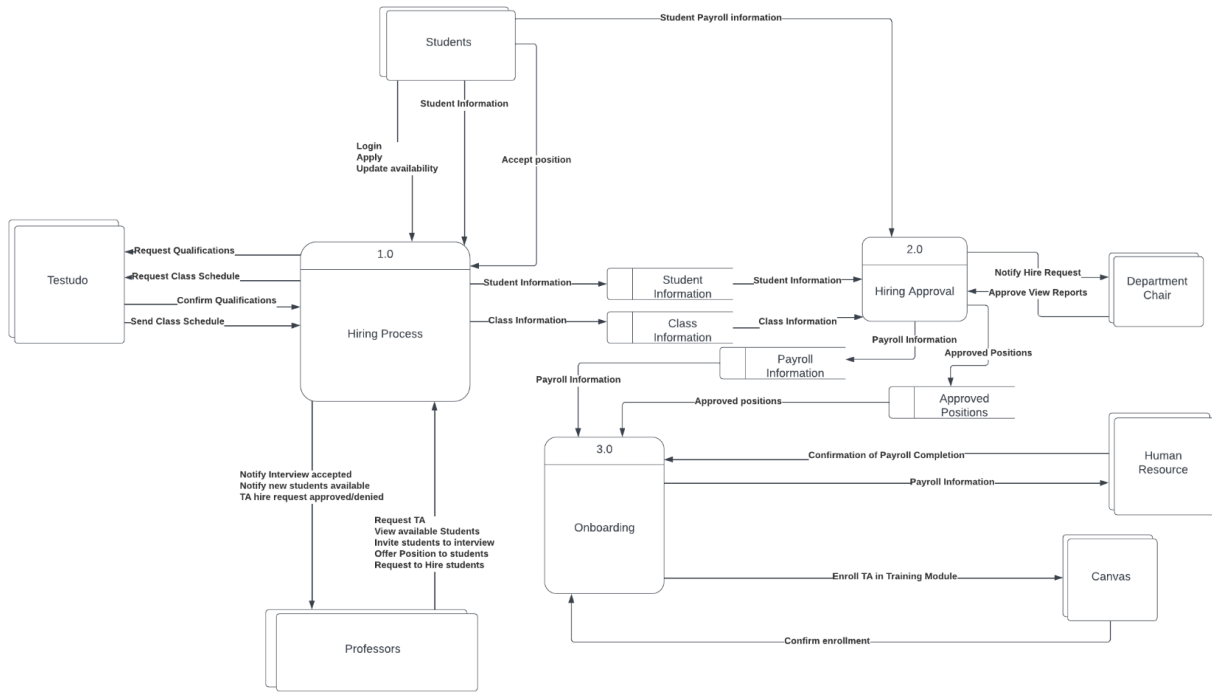 Student Payroll information
Students
Student Information
Login
Apply
Update availability
Accept position
1.0
Hiring Process
Request Qualifications
Request Class Schedule
Confirm Qualifications
Send Class Schedule
Testudo
Student Information
Class Information
Student
Information
Class
Information
Student Information
Class Information
2.0
Hiring Approval
Notify Hire Request
Approve View Reports
Department
Chair
Payroll Information
Approved Positions
Payroll
Information
Payroll Information
Approved
Positions
Approved positions
3.0
Onboarding
Confirmation of Payroll Completion
Payroll Information
Human
Resource
Notify Interview accepted
Notify new students available
TA hire request approved/denied
Request TA
View available Students
Invite students to interview
Offer Position to students
Request to Hire students
Enroll TA in Training Module
Canvas
Confirm enrollment
Professors